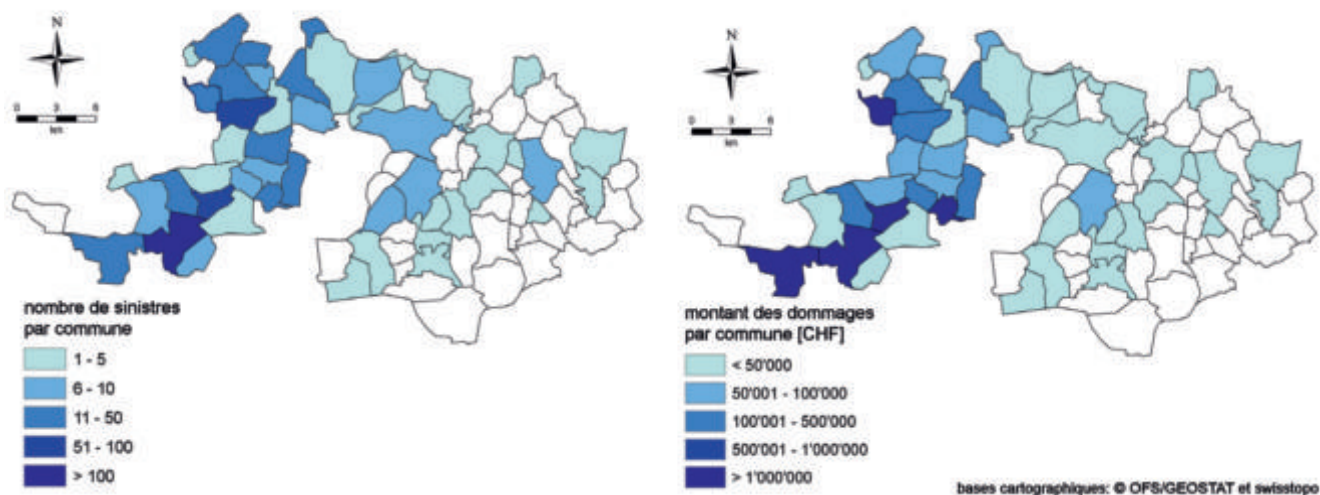 N
0 3 6
km
nombre de sinistres
par commune
1 - 5
6 - 10
11 - 50
51 - 100
> 100
N
0 3 6
km
montant des dommages
par commune [CHF]
< 50'000
50'001 - 100'000
100'001 - 500'000
500'001 - 1'000'000
> 1'000'000
bases cartographiques: © OFS/GEOSTAT et swisstopo